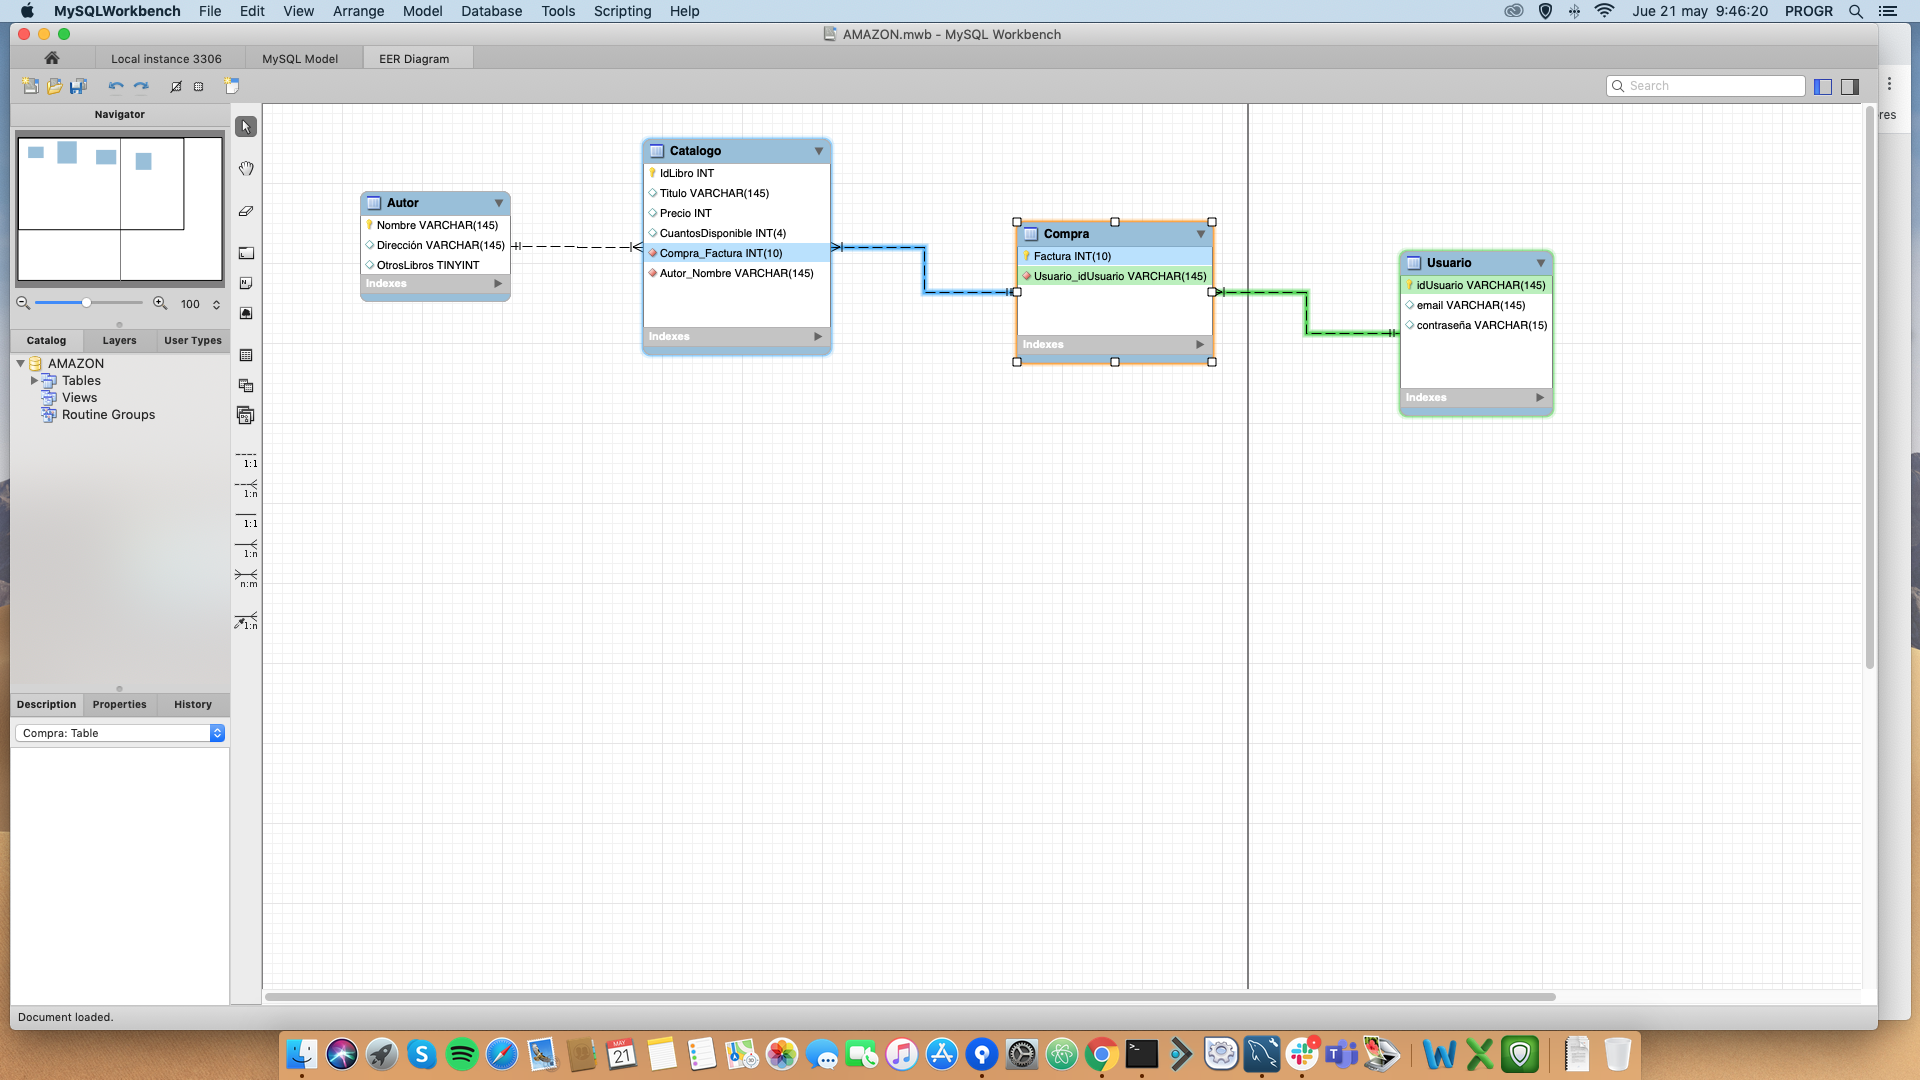 MySQLWorkbench File Edit View Arrange Model Database Tools Scripting Help Jue 21 may 9:46:20 PROGR
AMAZON.mwb - MySQL Workbench
Local instance 3306 MySQL Model EER Diagram
Search
res
Navigator
100
Catalog Layers User Types
AMAZON
Tables
Views
Routine Groups
Description Properties History
Compra: Table
1:1
1:n
1:1
1:n
n:m
1:n
Autor
Nombre VARCHAR(145)
Dirección VARCHAR(145)
OtrosLibros TINYINT
Indexes
Catalogo
IdLibro INT
Titulo VARCHAR(145)
Precio INT
CuantosDisponible INT(4)
Compra_Factura INT(10)
Autor_Nombre VARCHAR(145)
Indexes
Compra
Factura INT(10)
Usuario_idUsuario VARCHAR(145)
Indexes
Usuario
idUsuario VARCHAR(145)
email VARCHAR(145)
contraseña VARCHAR(15)
Indexes
Document loaded.
MAY
21